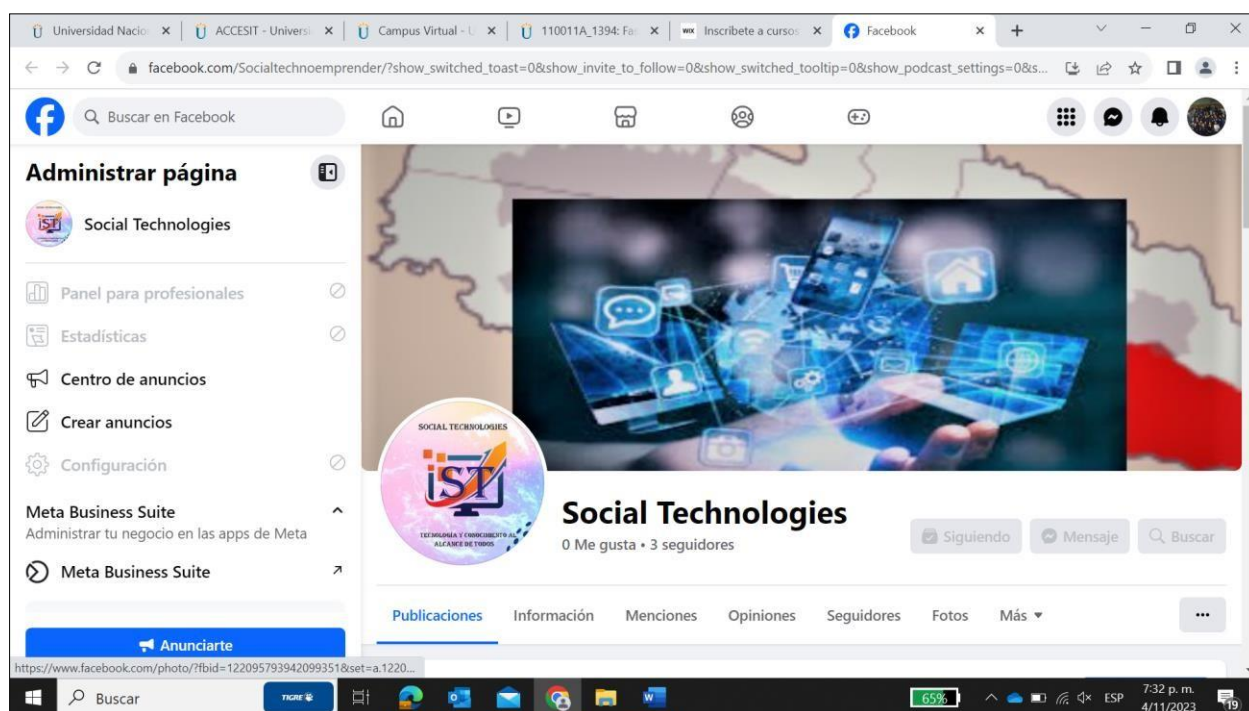 Universidad Nacio
ACCESIT - Universi
Campus Virtual - U
110011A_1394: Fas
WIX Inscribete a cursos
Facebook
facebook.com/Socialtechnoemprender/?show_switched_toast=0&show_invite_to_follow=0&show_switched_tooltip=0&show_podcast_settings=0&s...
Buscar en Facebook
Administrar página
Social Technologies
Panel para profesionales
Estadísticas
Centro de anuncios
Crear anuncios
Configuración
Meta Business Suite
Administrar tu negocio en las apps de Meta
Meta Business Suite
Anunciarte
SOCIAL TECHNOLOGIES
iST
TECNOLOGÍA Y CONOCIMIENTO AL
ALCANCE DE TODOS
Social Technologies
0 Me gusta • 3 seguidores
Siguiendo
Mensaje
Buscar
Publicaciones Información Menciones Opiniones Seguidores Fotos Más
https://www.facebook.com/photo/?fbid=122095793942099351&set=a.1220...
Buscar
TIGRE
65%
ESP
7:32 p. m.
4/11/2023
19